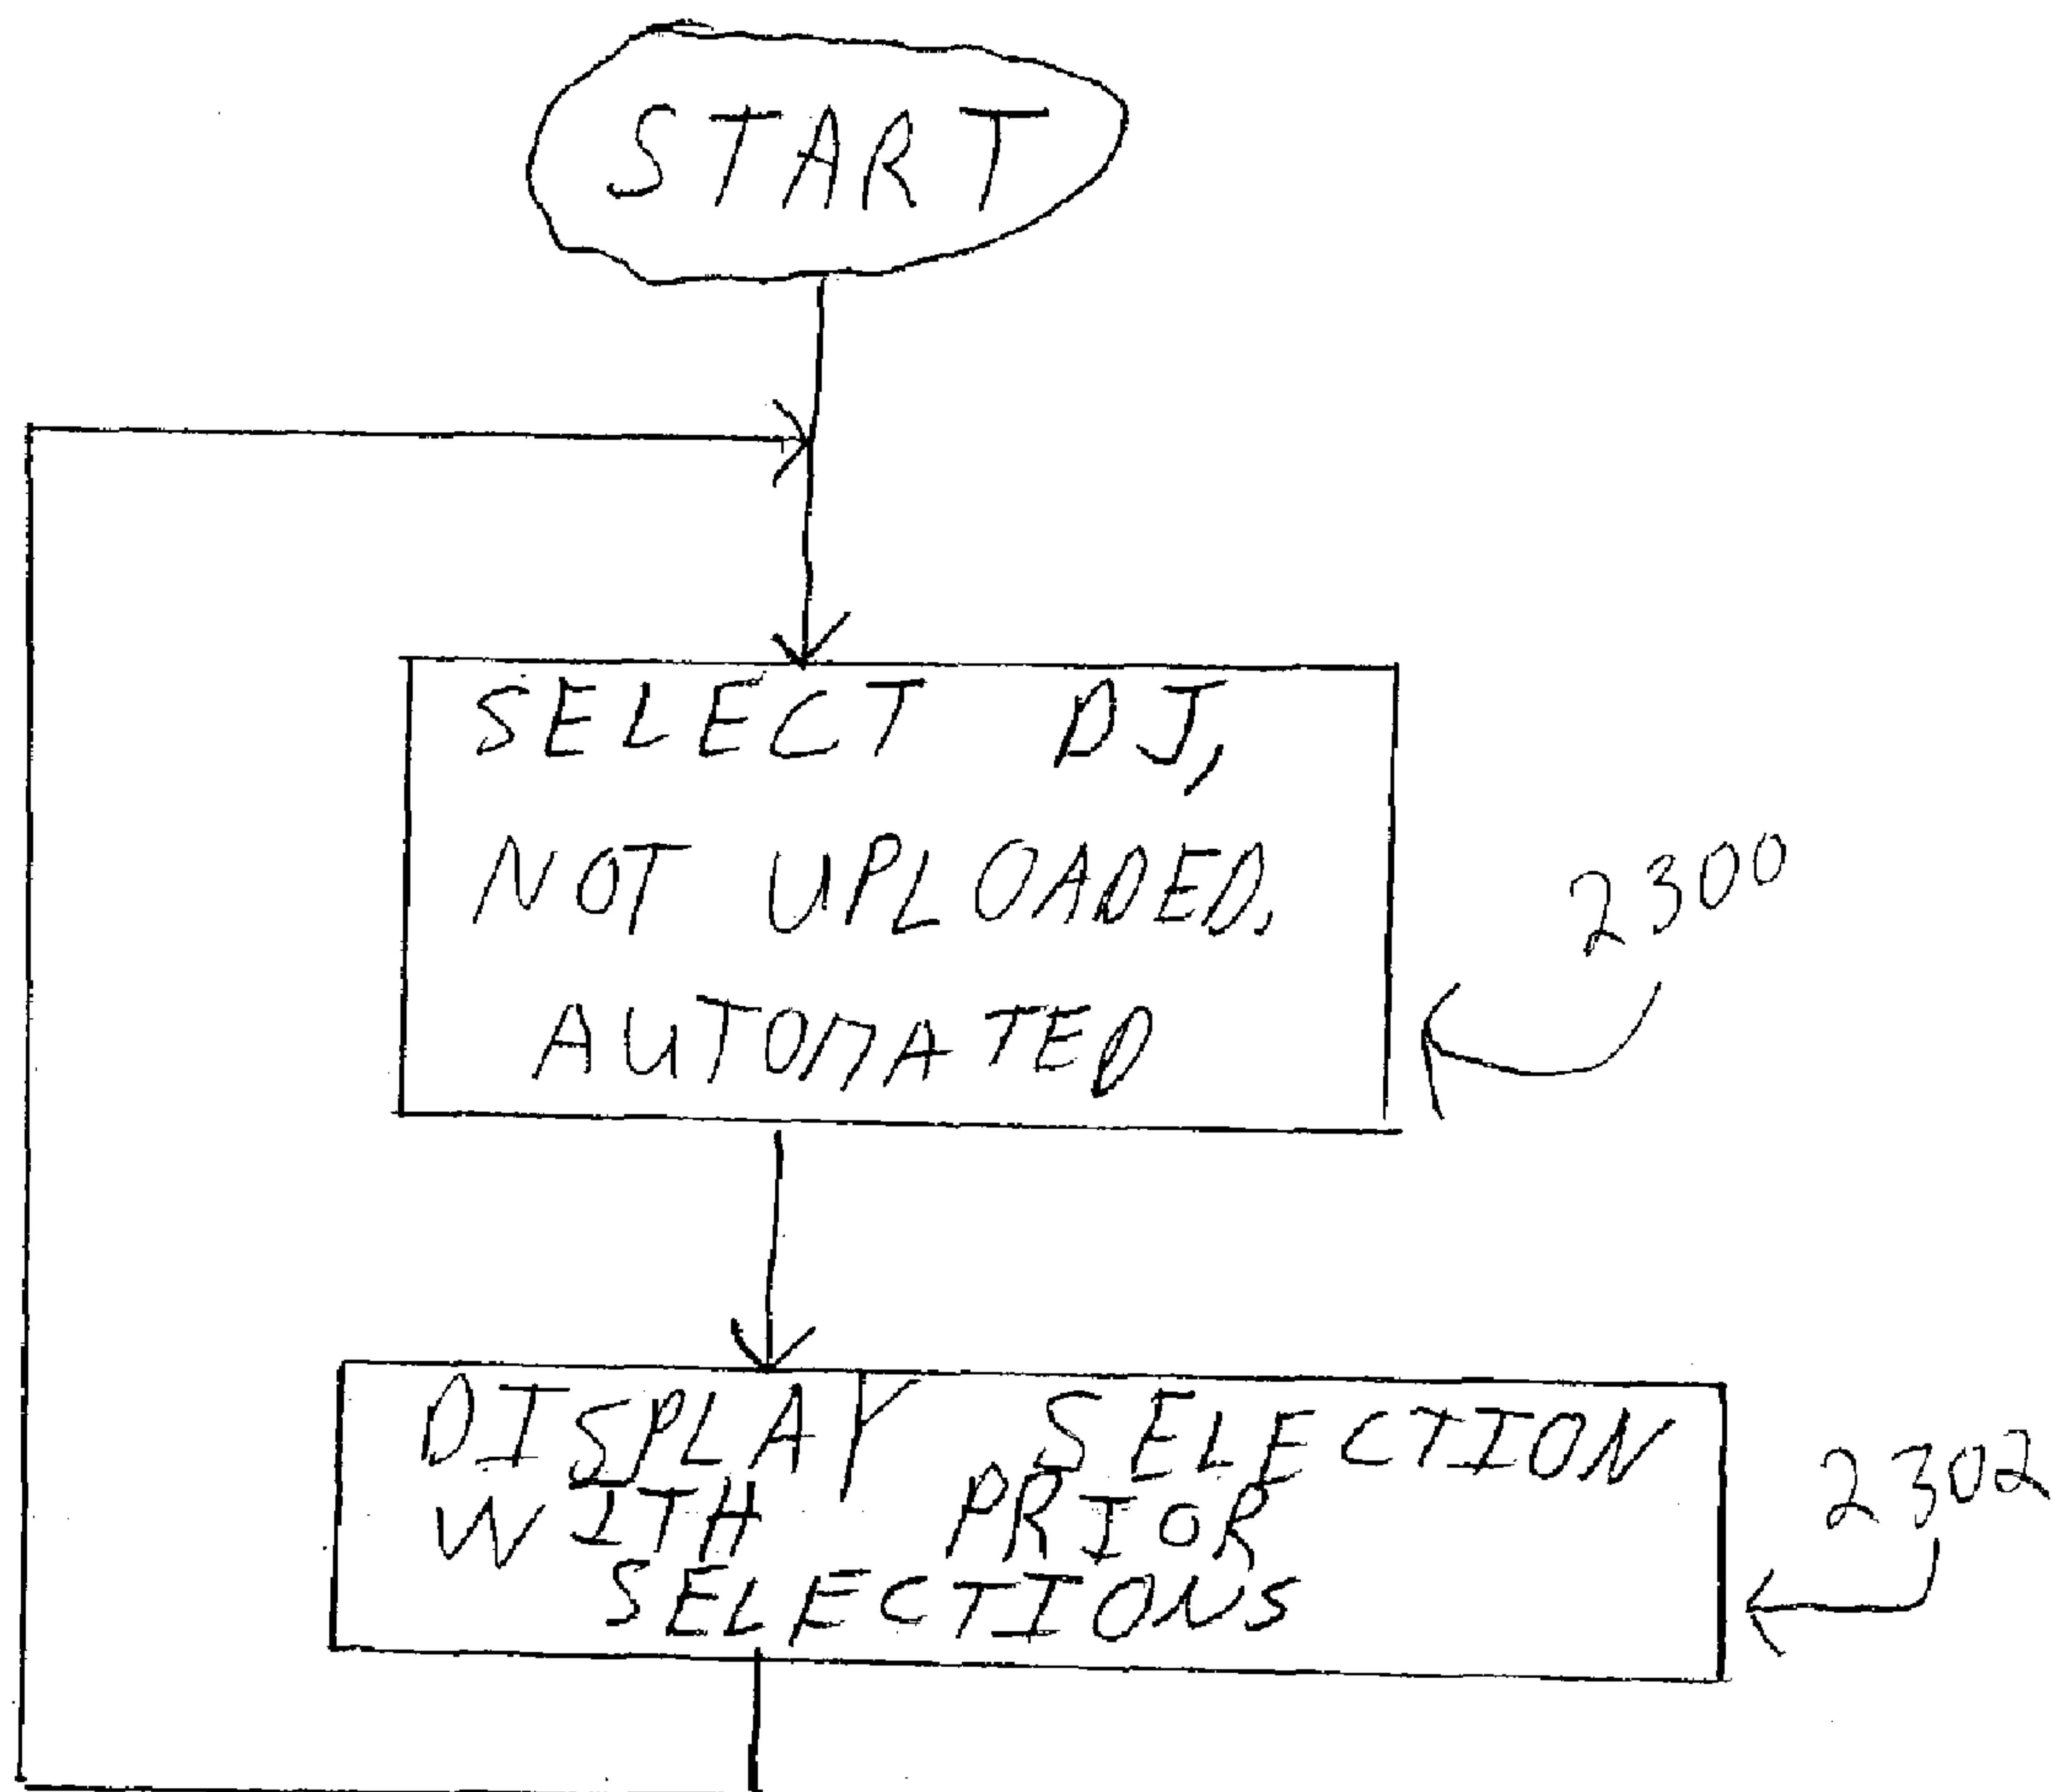 START
SELECT DJ,
NOT UPLOADED,
AUTOMATED
2300
DISPLAY SELECTION
WITH PRIOR
SELECTIONS
2302